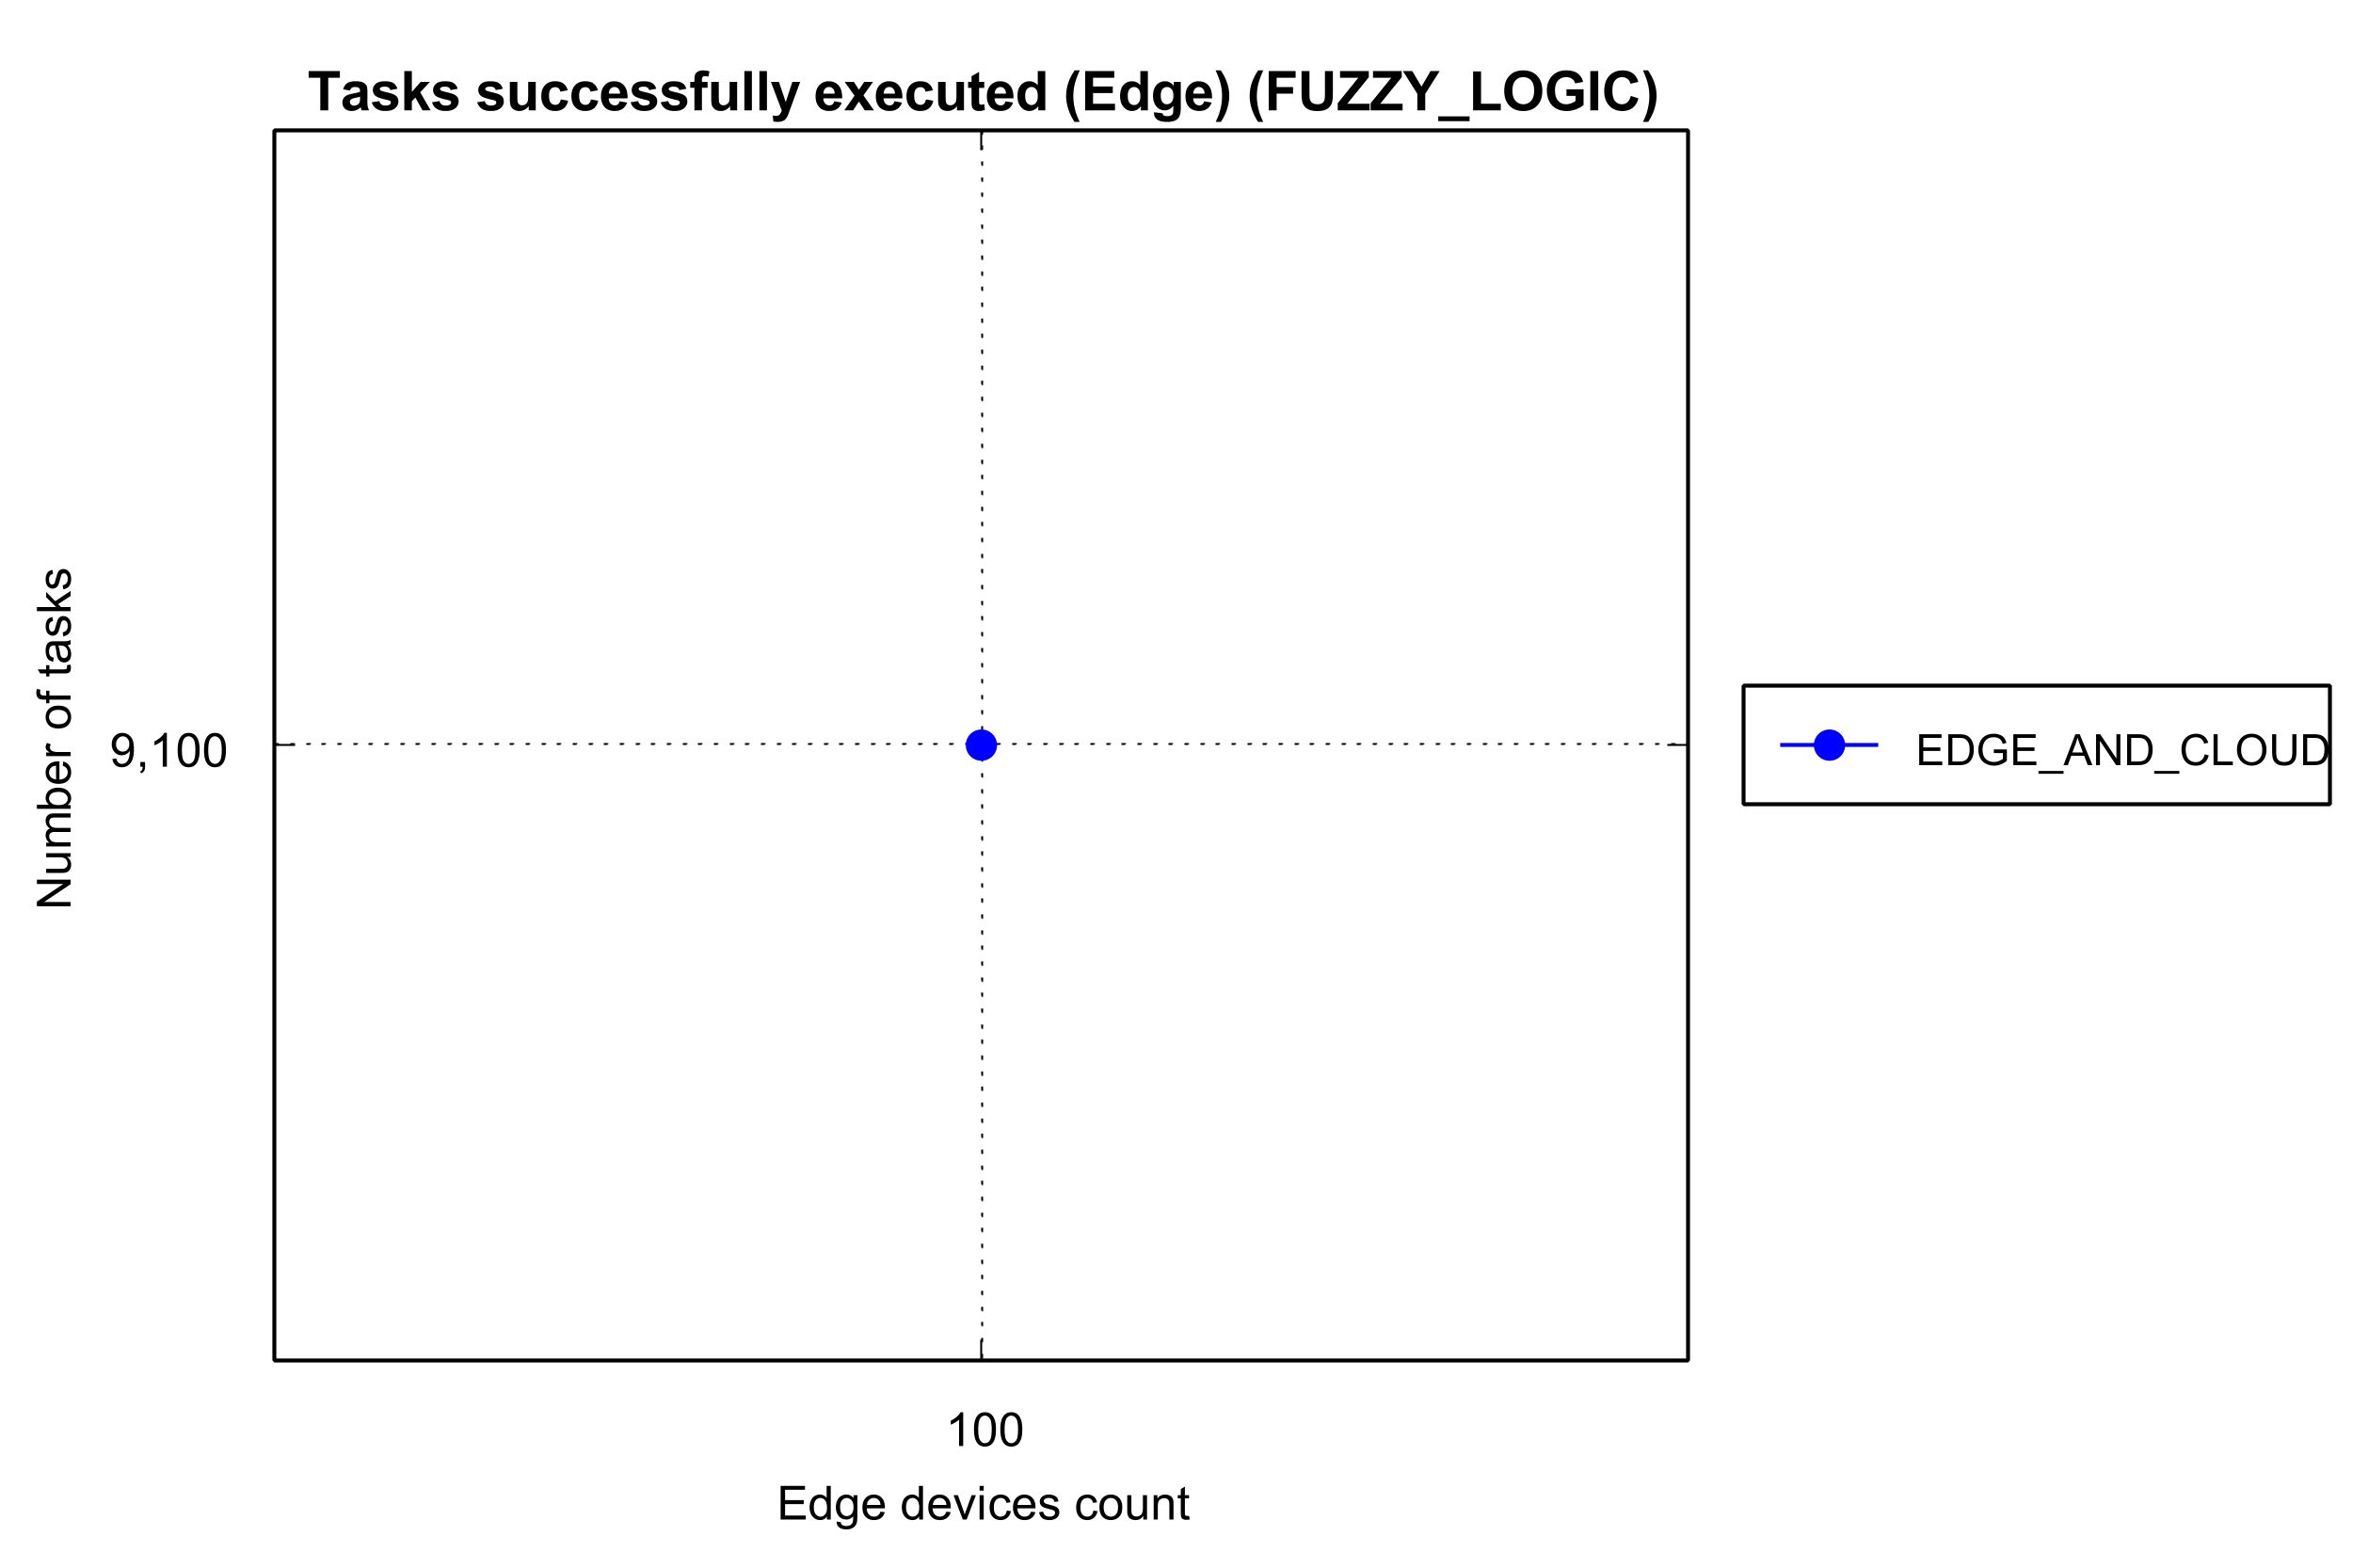 Tasks successfully executed (Edge) (FUZZY_LOGIC)
Number of tasks
9,100
EDGE_AND_CLOUD
100
Edge devices count